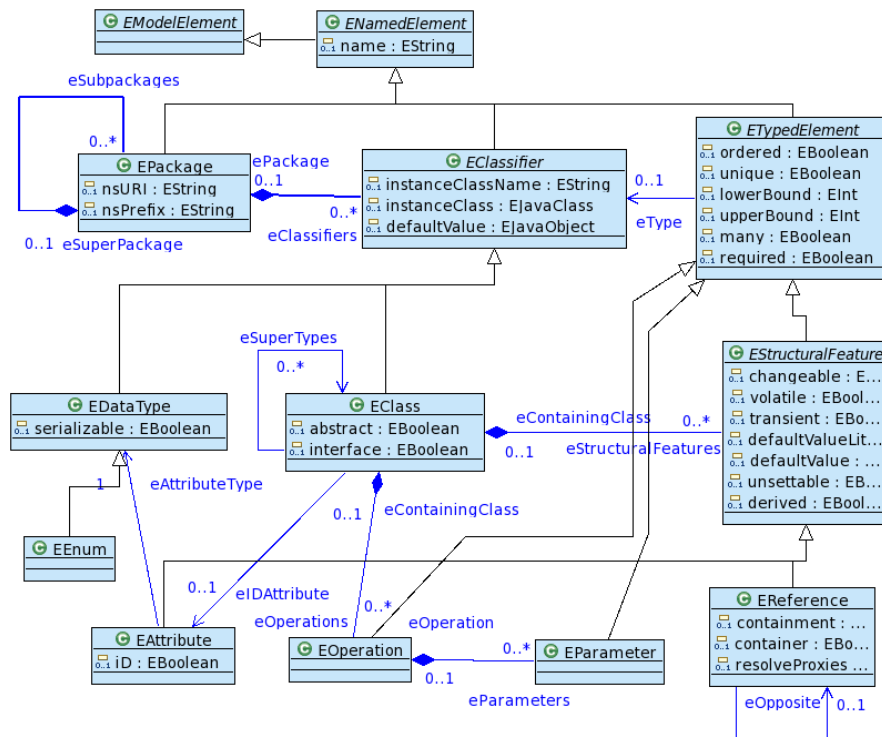 EModelElement
ENamedElement
0..1 name : EString
eSubpackages
0..*
EPackage
0..1 nsURI : EString
0..1 nsPrefix : EString
0..1
eSuperPackage
ePackage
0..1
0..*
eClassifiers
EClassifier
0..1 instanceClassName : EString
0..1 instanceClass : EJavaClass
0..1 defaultValue : EJavaObject
0..1
eType
ETypedElement
0..1 ordered : EBoolean
0..1 unique : EBoolean
0..1 lowerBound : EInt
0..1 upperBound : EInt
0..1 many : EBoolean
0..1 required : EBoolean
eSuperTypes
0..*
EDataType
0..1 serializable : EBoolean
EClass
0..1 abstract : EBoolean
0..1 interface : EBoolean
eContainingClass
0..1
0..*
eStructuralFeatures
EStructuralFeature
0..1 changeable : E...
0..1 volatile : EBool...
0..1 transient : EBo...
0..1 defaultValueLit...
0..1 defaultValue : ...
0..1 unsettable : EB...
0..1 derived : EBool...
1
eAttributeType
EEnum
0..1
eContainingClass
0..1
eIDAttribute
eOperations
0..*
EAttribute
0..1 iD : EBoolean
EOperation
eOperation
0..1
0..*
eParameters
EParameter
EReference
0..1 containment : ...
0..1 container : EBo...
0..1 resolveProxies ...
eOpposite
0..1